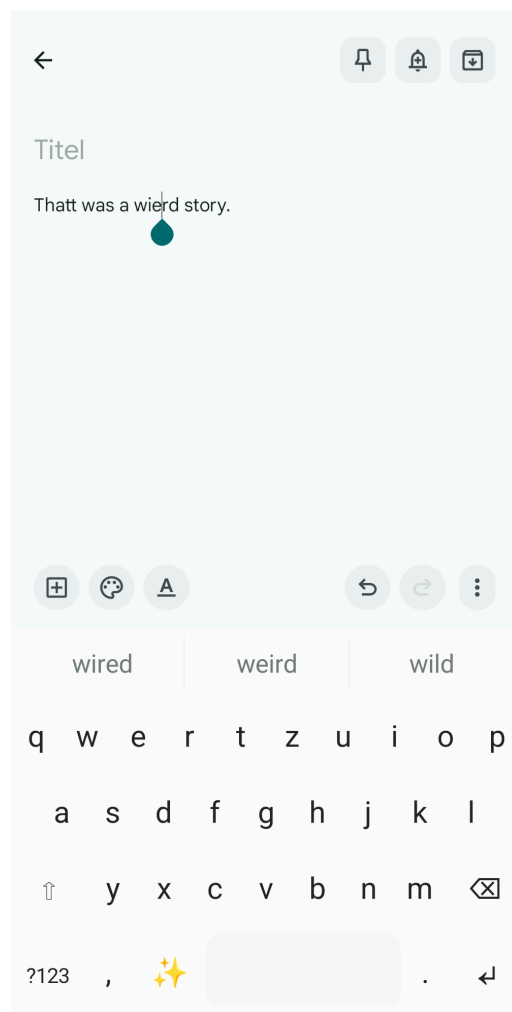 Titel
Thatt was a wierd story.
wired weird wild
q w e r t z u i o p
a s d f g h j k l
⇧ y x c v b n m
?123 , ✨ . ↵